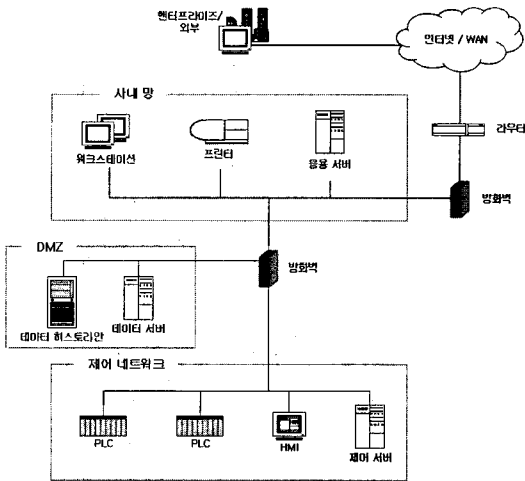 엔터프라이즈/
외부
인터넷 / WAN
사내 망
라우터
워크스테이션
프린터
응용 서버
방화벽
DMZ
방화벽
데이터 히스토리안
데이터 서버
제어 네트워크
PLC
PLC
HMI
제어 서버